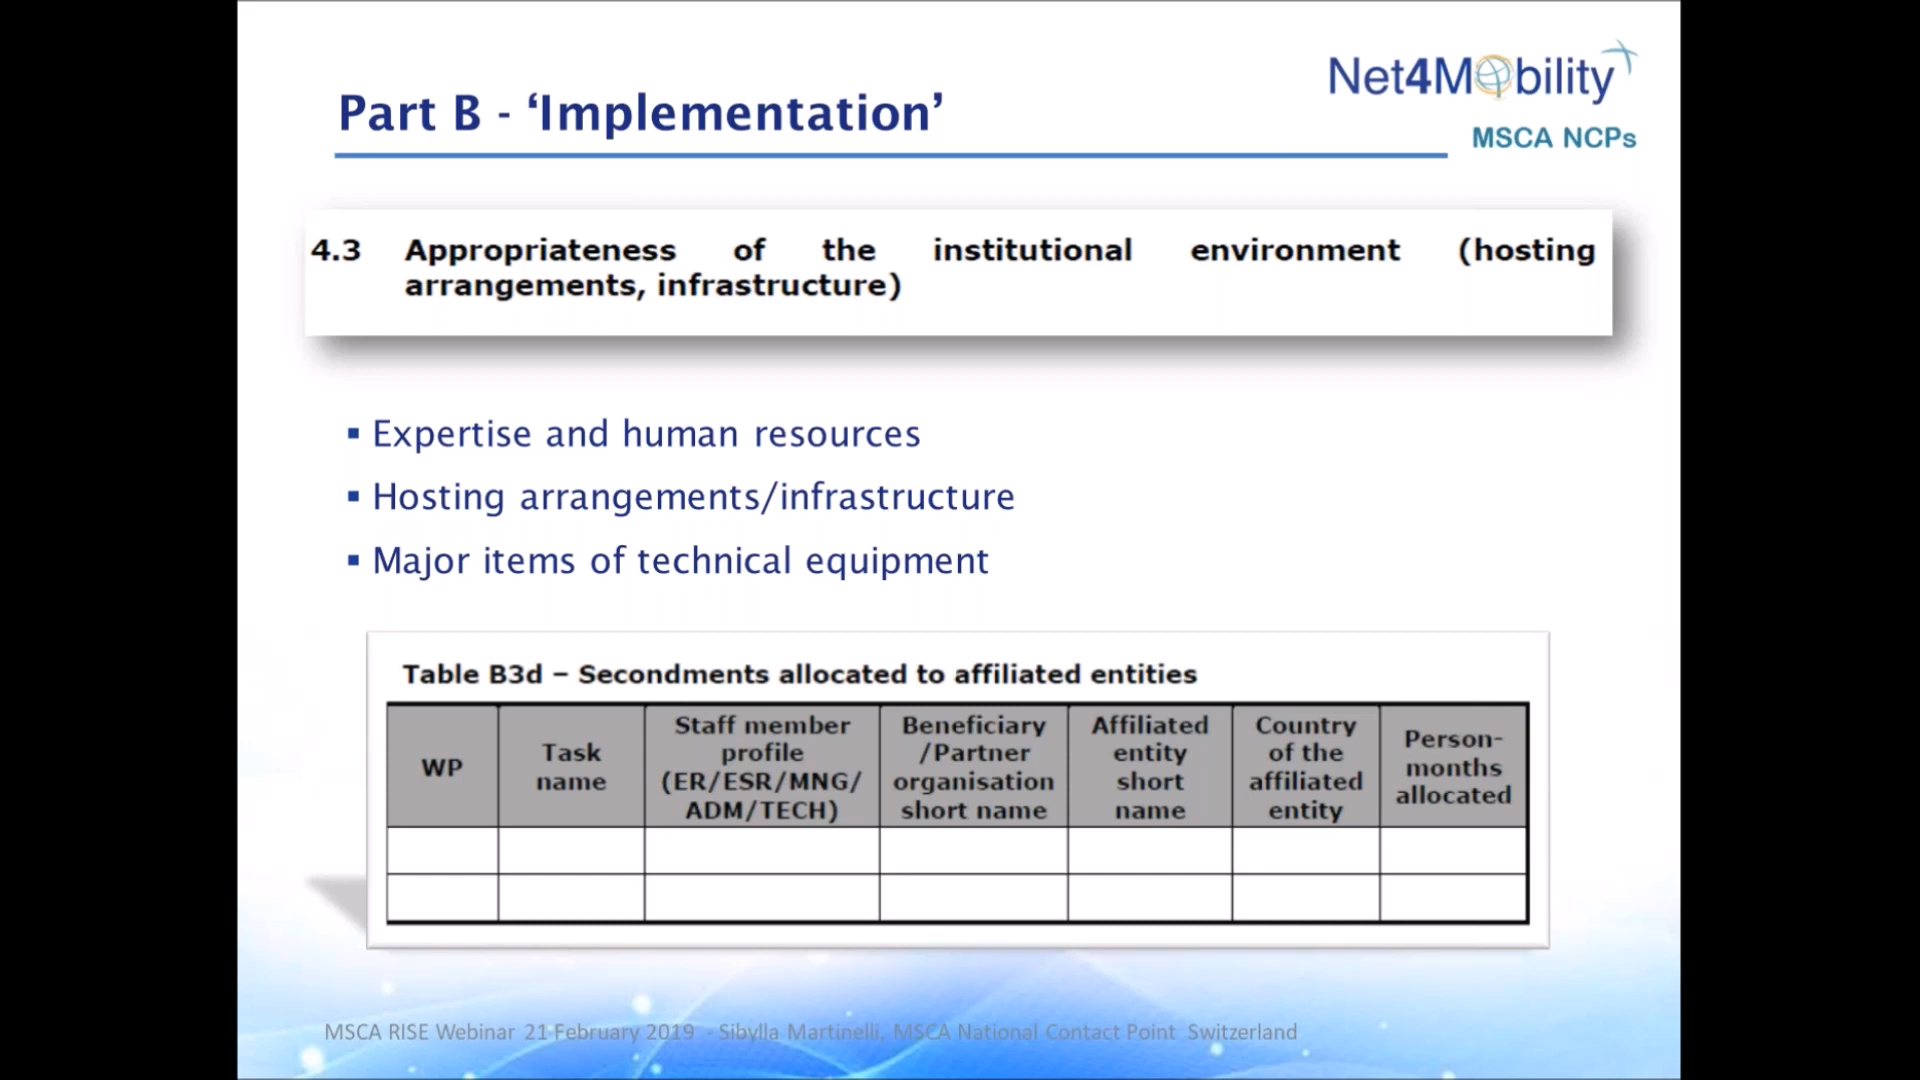 Net4Mobility
MSCA NCPs
Part B - ‘Implementation’
4.3 Appropriateness of the institutional environment (hosting
arrangements, infrastructure)
▪ Expertise and human resources
▪ Hosting arrangements/infrastructure
▪ Major items of technical equipment
Table B3d – Secondments allocated to affiliated entities
WP
Task
name
Staff member
profile
(ER/ESR/MNG/
ADM/TECH)
Beneficiary
/Partner
organisation
short name
Affiliated
entity
short
name
Country
of the
affiliated
entity
Person-
months
allocated
MSCA RISE Webinar 21 February 2019 - Sibylla Martinelli, MSCA National Contact Point Switzerland